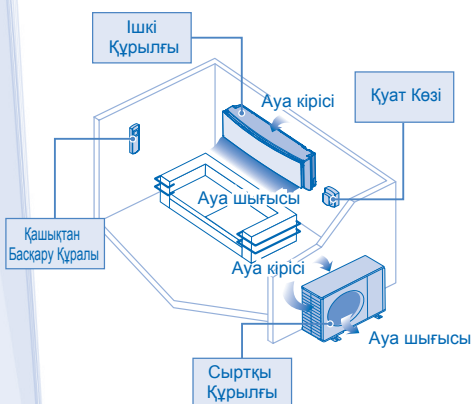 Ішкі
Құрылғы
Ауа кірісі
Қуат Көзі
Ауа шығысы
Қашықтан
Басқару Құралы
Ауа кірісі
Ауа шығысы
Сыртқы
Құрылғы